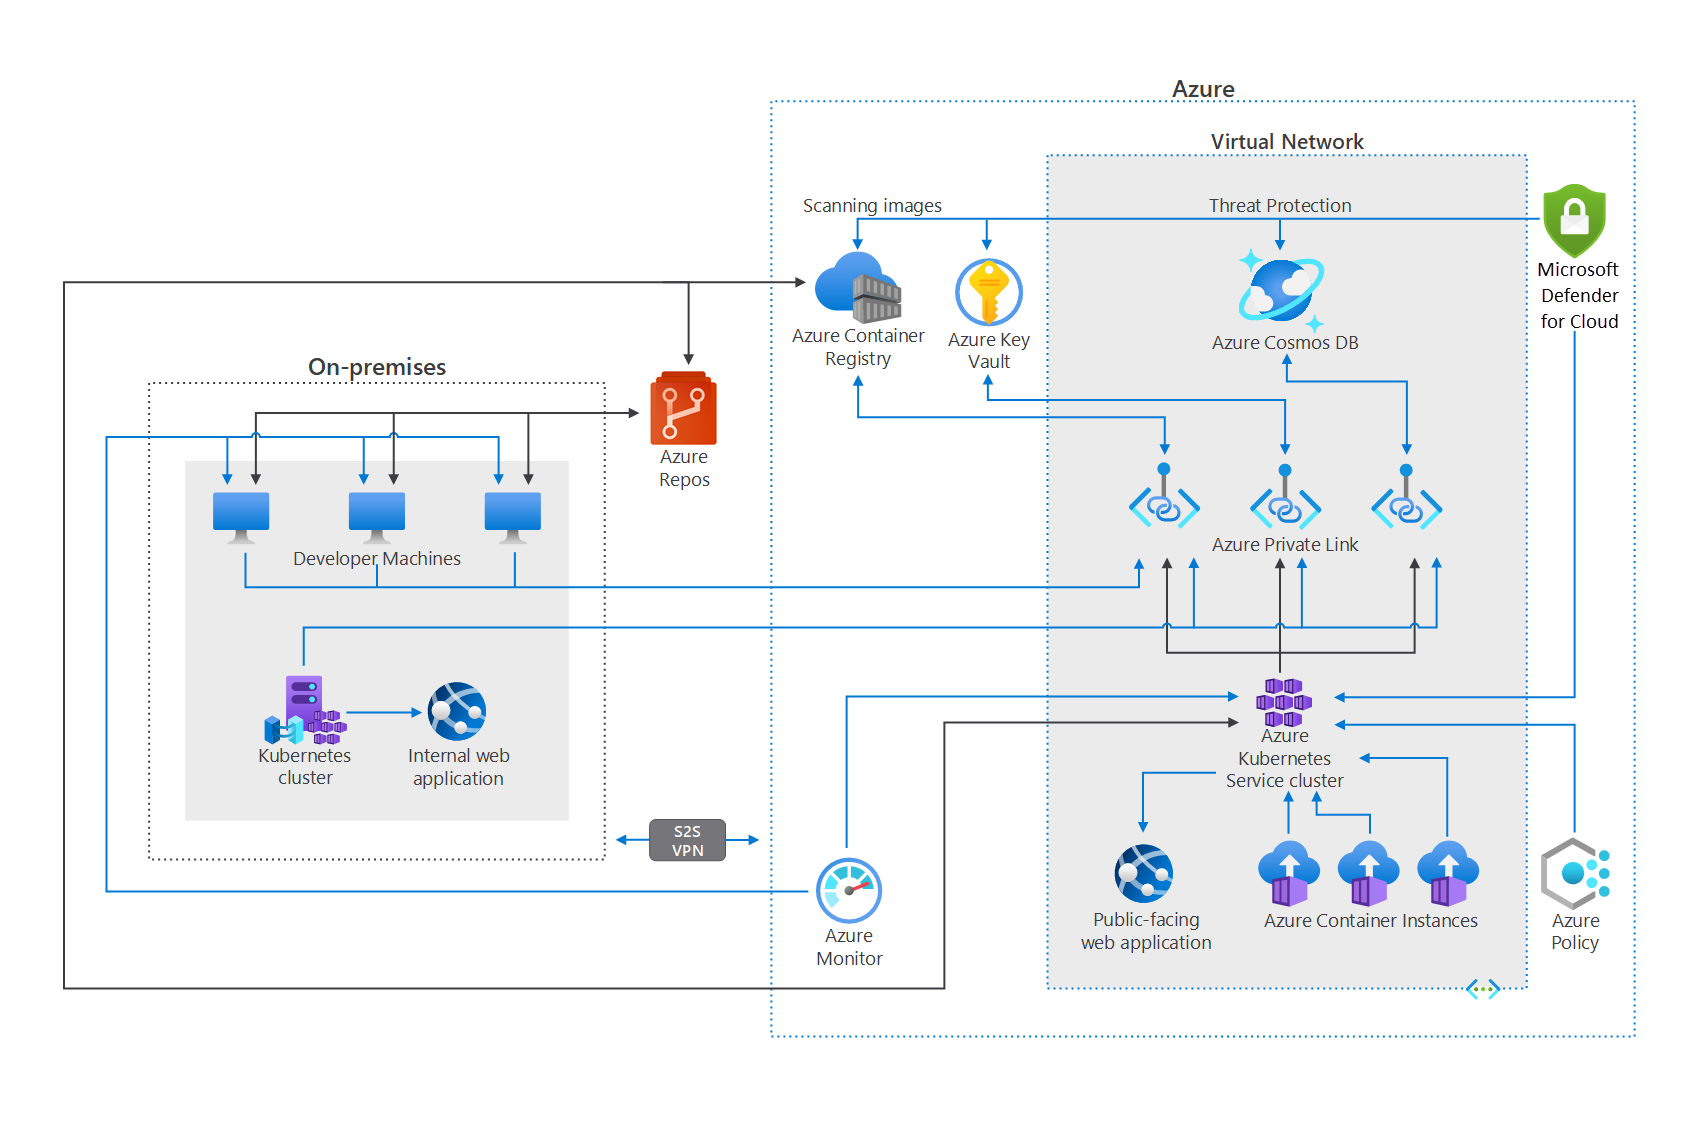 Azure
Virtual Network
Scanning images
Threat Protection
Microsoft
Defender
for Cloud
Azure Container
Registry
Azure Key
Vault
Azure Cosmos DB
On-premises
Azure
Repos
Developer Machines
Azure Private Link
Kubernetes
cluster
Internal web
application
Azure
Kubernetes
Service cluster
S2S
VPN
Azure
Monitor
Public-facing
web application
Azure Container Instances
Azure
Policy